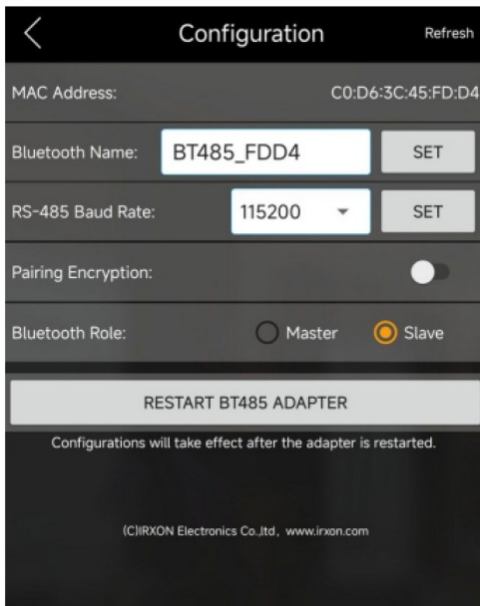 Configuration Refresh
MAC Address: C0:D6:3C:45:FD:D4
Bluetooth Name: BT485_FDD4 SET
RS-485 Baud Rate: 115200 SET
Pairing Encryption:
Bluetooth Role: Master Slave
RESTART BT485 ADAPTER
Configurations will take effect after the adapter is restarted.
(C)IRXON Electronics Co.,ltd, www.irxon.com